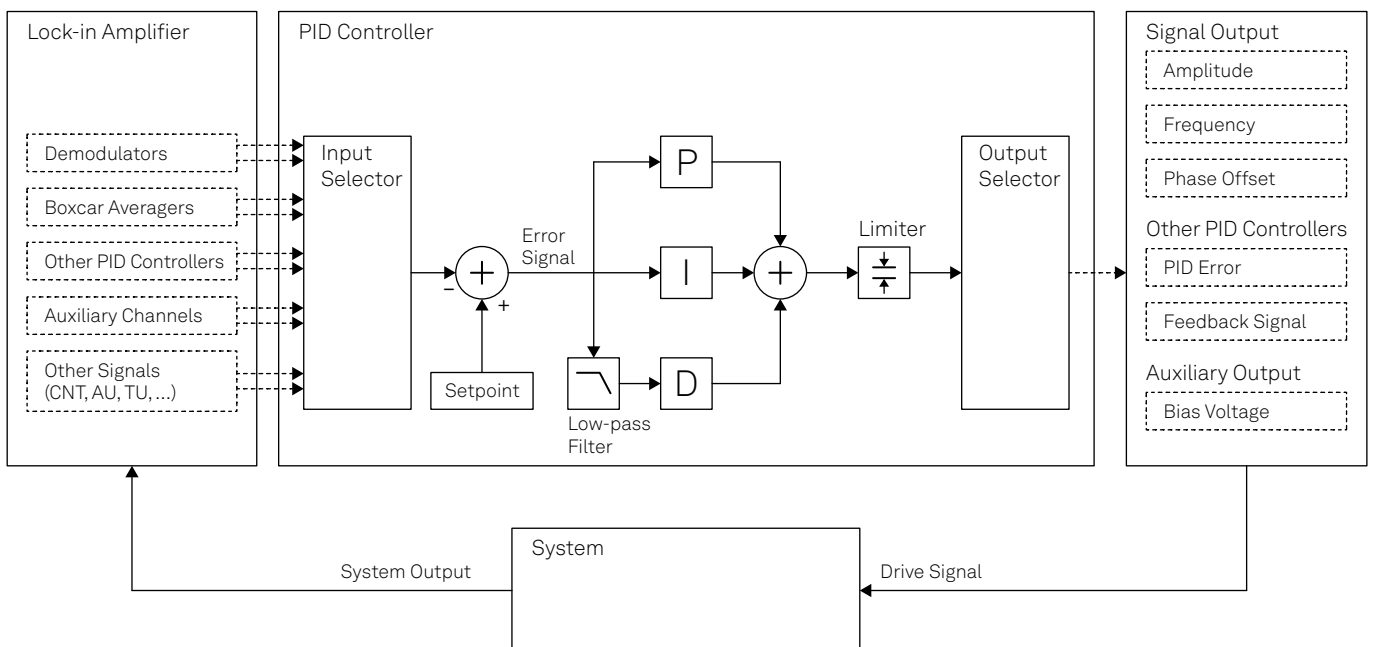 Lock-in Amplifier
Demodulators
Boxcar Averagers
Other PID Controllers
Auxiliary Channels
Other Signals
(CNT, AU, TU, ...)
PID Controller
Input
Selector
-
+
+
Setpoint
Error
Signal
P
I
D
Low-pass
Filter
+
Limiter
Output
Selector
Signal Output
Amplitude
Frequency
Phase Offset
Other PID Controllers
PID Error
Feedback Signal
Auxiliary Output
Bias Voltage
System
System Output
Drive Signal